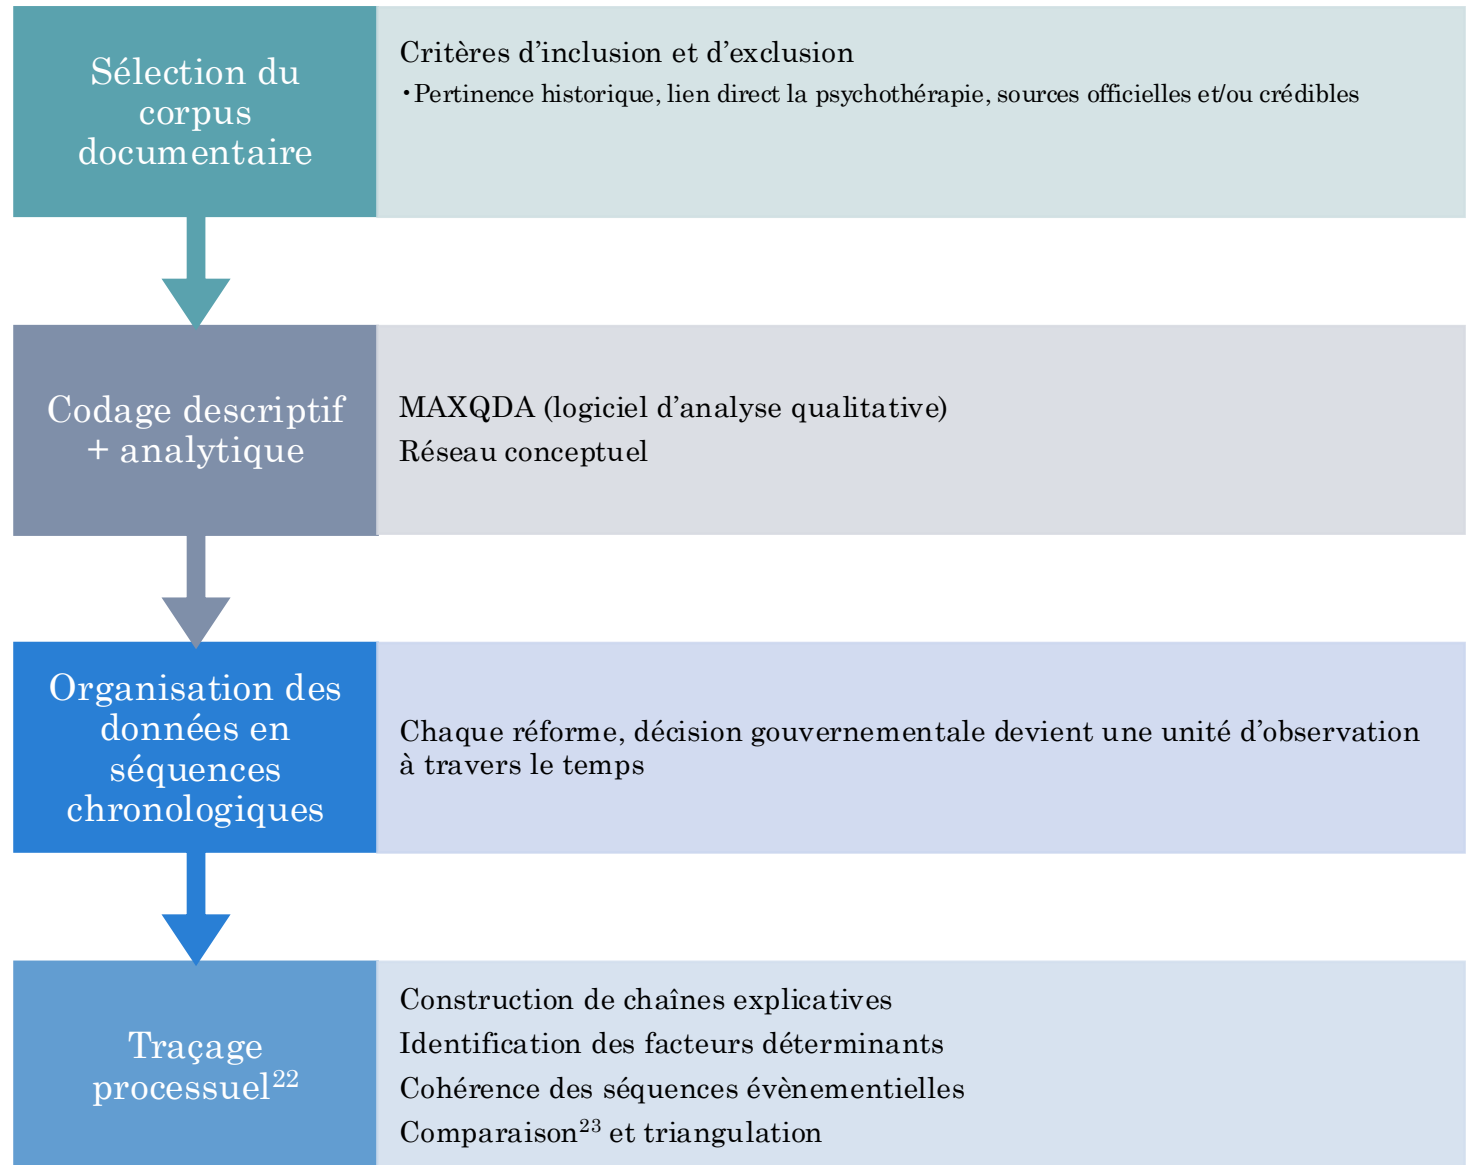 Sélection du
corpus
documentaire
Critères d’inclusion et d’exclusion
•Pertinence historique, lien direct la psychothérapie, sources officielles et/ou crédibles
Codage descriptif
+ analytique
MAXQDA (logiciel d’analyse qualitative)
Réseau conceptuel
Organisation des
données en
séquences
chronologiques
Chaque réforme, décision gouvernementale devient une unité d’observation
à travers le temps
Traçage
processuel²²
Construction de chaînes explicatives
Identification des facteurs déterminants
Cohérence des séquences évènementielles
Comparaison²³ et triangulation